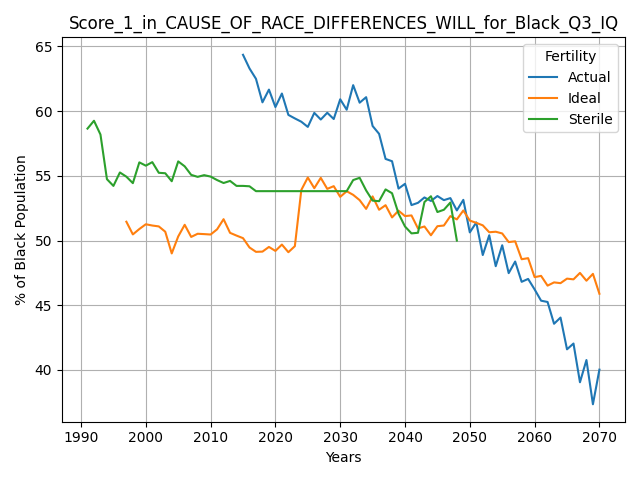 Score_1_in_CAUSE_OF_RACE_DIFFERENCES_WILL_for_Black_Q3_IQ
% of Black Population
65
60
55
50
45
40
Fertility
Actual
Ideal
Sterile
1990 2000 2010 2020 2030 2040 2050 2060 2070
Years